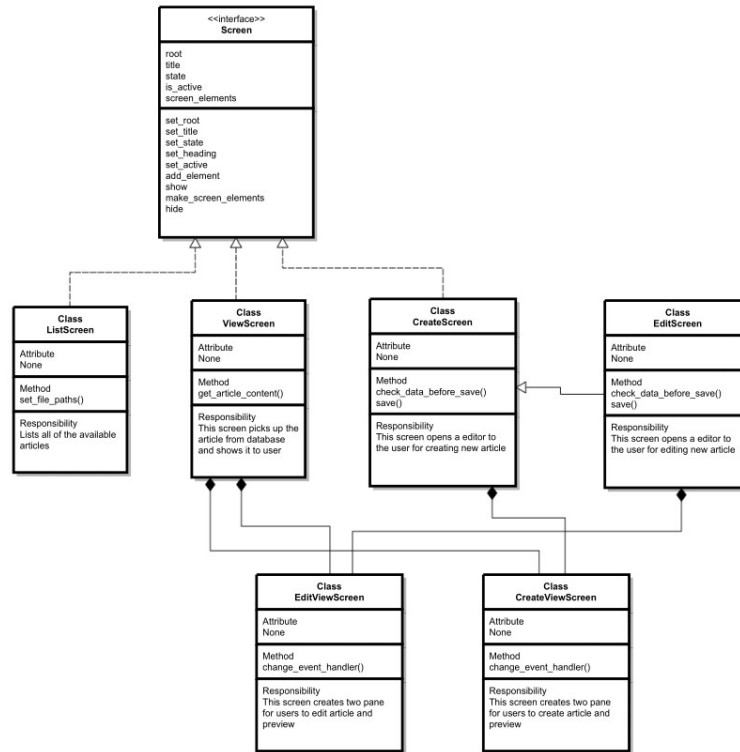 <<interface>>
Screen
root
title
state
is_active
screen_elements
set_root
set_title
set_state
set_heading
set_active
add_element
show
make_screen_elements
hide
Class
ListScreen
Attribute
None
Method
set_file_paths()
Responsibility
Lists all of the available
articles
Class
ViewScreen
Attribute
None
Method
get_article_content()
Responsibility
This screen picks up the
article from database
and shows it to user
Class
CreateScreen
Attribute
None
Method
check_data_before_save()
save()
Responsibility
This screen opens a editor to
the user for creating new article
Class
EditScreen
Attribute
None
Method
check_data_before_save()
save()
Responsibility
This screen opens a editor to
the user for editing new article
Class
EditViewScreen
Attribute
None
Method
change_event_handler()
Responsibility
This screen creates two pane
for users to edit article and
preview
Class
CreateViewScreen
Attribute
None
Method
change_event_handler()
Responsibility
This screen creates two pane
for users to create article and
preview